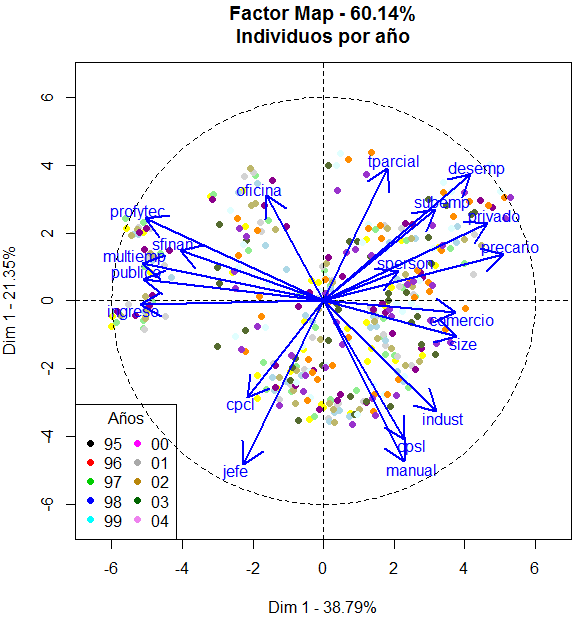 Factor Map - 60.14%
Individuos por año
Dim 1 - 21.35%
6
4
2
0
-2
-4
-6
tparcial
desemp
oficina
subemp
profytec
privado
sfinan
precario
multiemp
sperson
publico
ingreso
comercio
size
cpcl
indust
cpsl
jefe
manual
Años
95 00
96 01
97 02
98 03
99 04
-6 -4 -2 0 2 4 6
Dim 1 - 38.79%